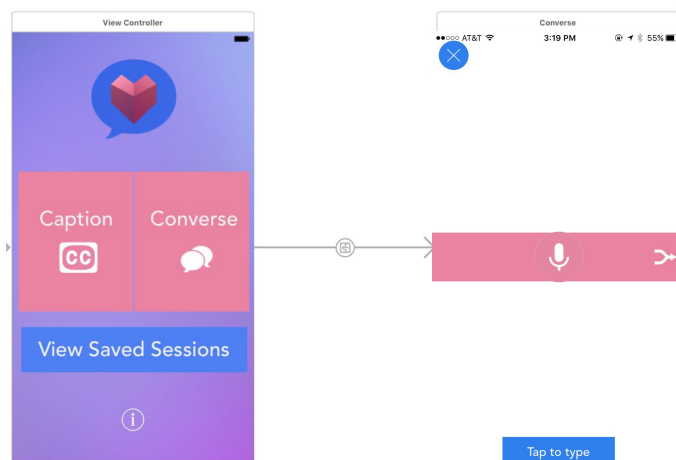 View Controller
Caption
Converse
CC
View Saved Sessions
i
Converse
AT&T
3:19 PM
55%
Tap to type